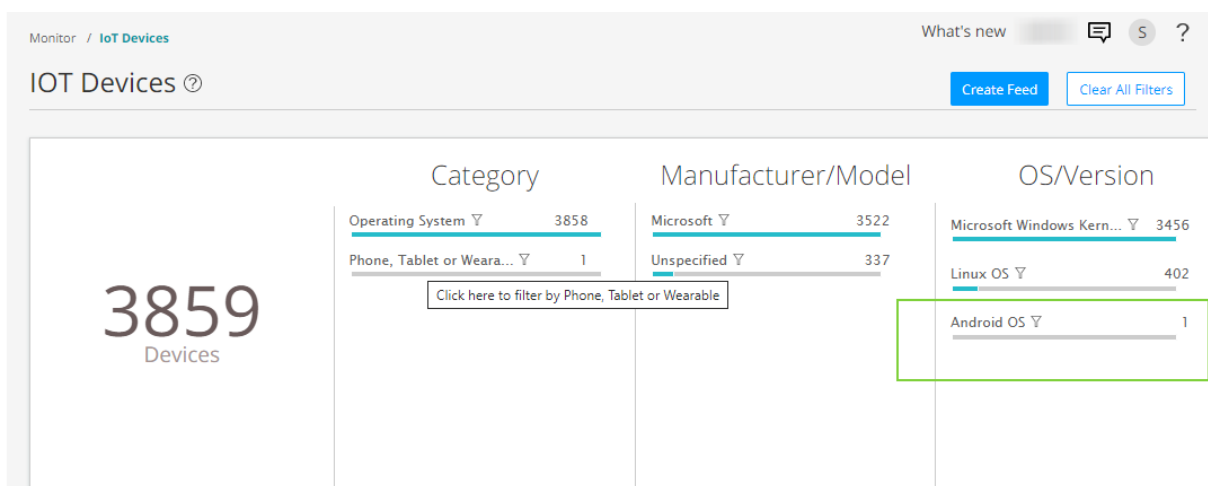 Monitor / IoT Devices
What's new
S ?
IOT Devices ?
Create Feed
Clear All Filters
3859
Devices
Category
Operating System 3858
Phone, Tablet or Weara... 1
Click here to filter by Phone, Tablet or Wearable
Manufacturer/Model
Microsoft 3522
Unspecified 337
OS/Version
Microsoft Windows Kern... 3456
Linux OS 402
Android OS 1